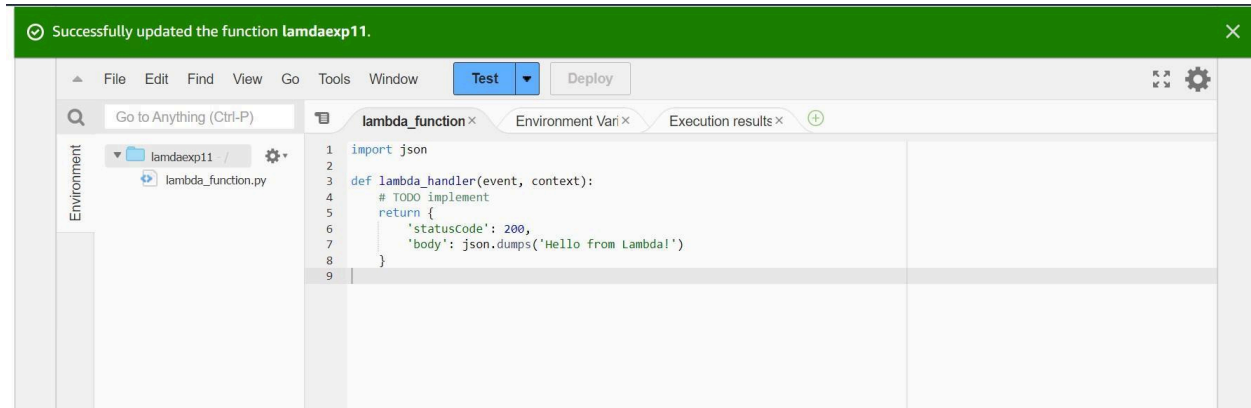 Successfully updated the function lamdaexp11.
File Edit Find View Go Tools Window Test Deploy
Go to Anything (Ctrl-P)
lambda_function Environment Vari Execution results
Environment
lamdaexp11 - /
lambda_function.py
1 import json
2
3 def lambda_handler(event, context):
4     # TODO implement
5     return {
6         'statusCode': 200,
7         'body': json.dumps('Hello from Lambda!')
8     }
9